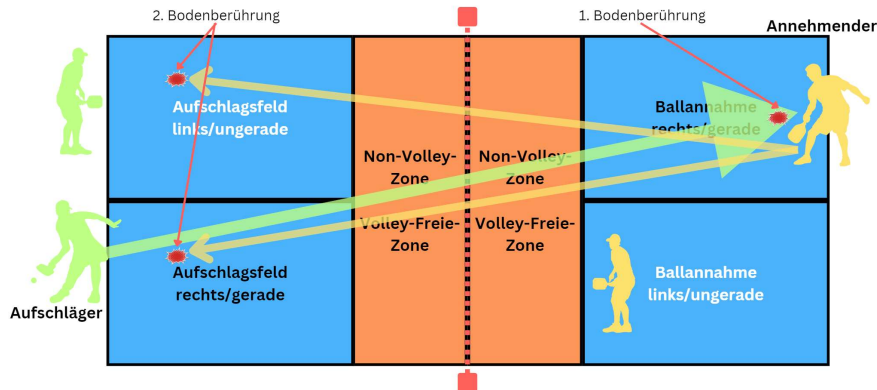 2. Bodenberührung
1. Bodenberührung
Annehmender
Aufschlagsfeld
links/ungerade
Ballannahme
rechts/gerade
Non-Volley-
Zone
Non-Volley-
Zone
Volley-Freie-
Zone
Volley-Freie-
Zone
Aufschlagsfeld
rechts/gerade
Ballannahme
links/ungerade
Aufschläger